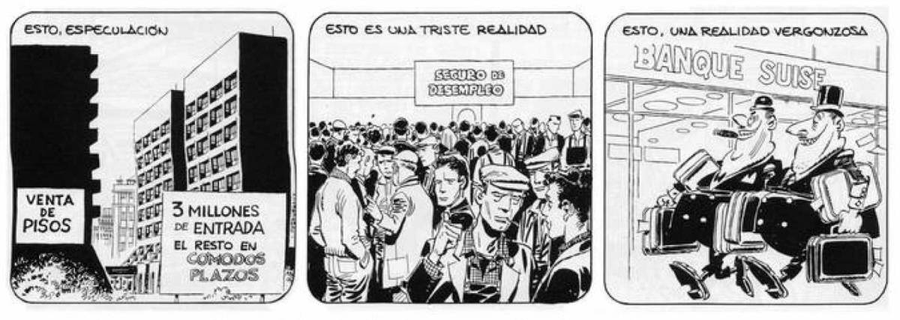 ESTO, ESPECULACIÓN
VENTA
DE
PISOS
3 MILLONES
DE ENTRADA
EL RESTO EN
COMODOS
PLAZOS
ESTO ES UNA TRISTE REALIDAD
SEGURO DE
DESEMPLEO
ESTO, UNA REALIDAD VERGONZOSA
BANQUE SUISE